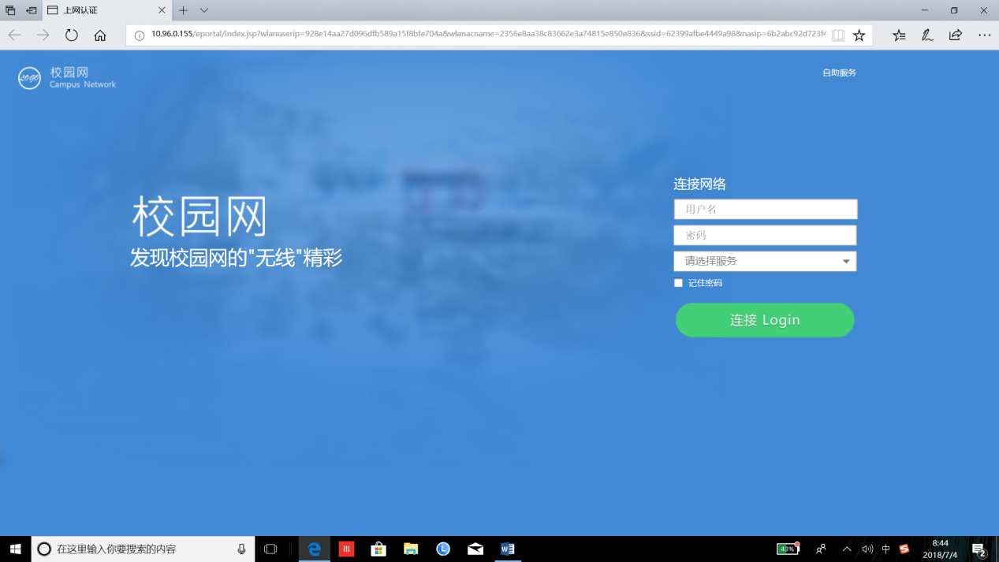 上网认证
10.96.0.155/eportal/index.jsp?wlanuserip=928e14aa27d096dfb589a15f8bfe704a&wlanacname=2356e8aa38c83662e3a74815e850e836&ssid=62399afbe4449a98&nasip=6b2abc92d723f4
logo
校园网
Campus Network
自助服务
校园网
发现校园网的"无线"精彩
连接网络
用户名
密码
请选择服务
记住密码
连接 Login
在这里输入你要搜索的内容
43%
中
8:44
2018/7/4
2